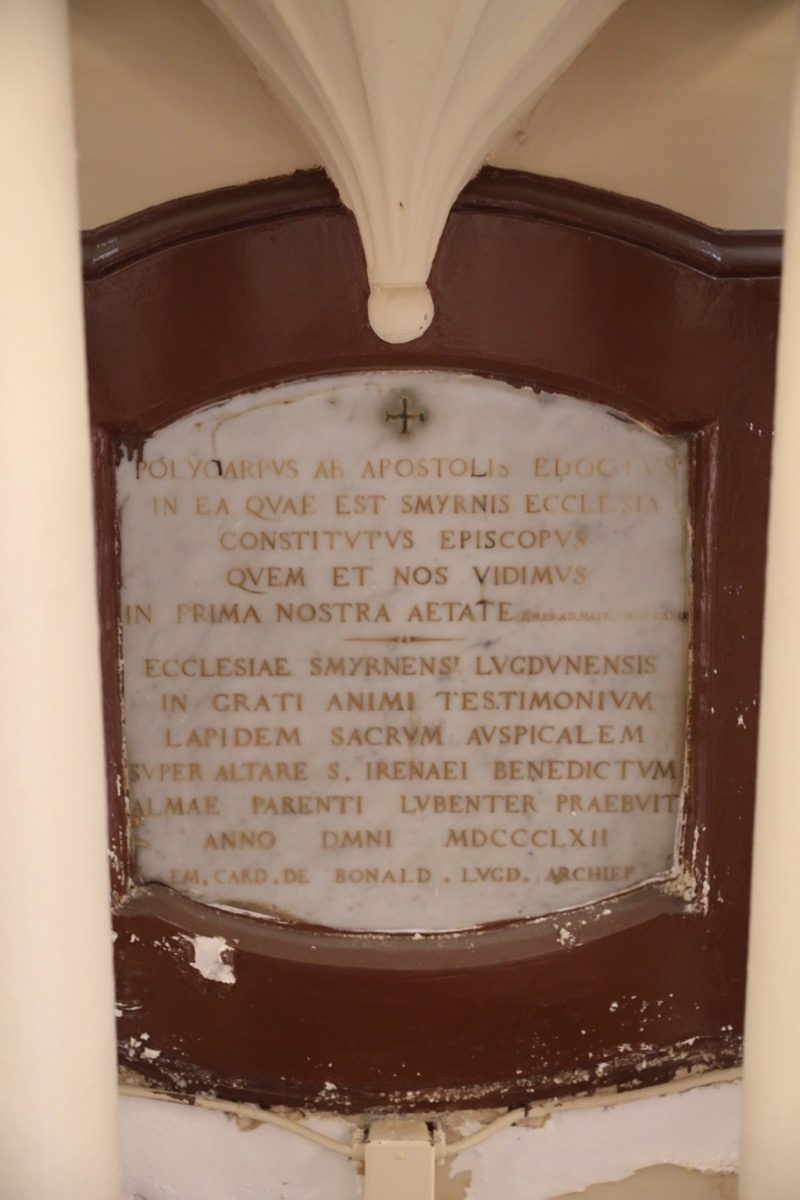 POLYCARPVS AB APOSTOLIS EDOCTVS
IN EA QVAE EST SMYRNIS ECCLESIA
CONSTITVTVS EPISCOPVS
QVEM ET NOS VIDIMVS
IN PRIMA NOSTRA AETATE
ECCLESIAE SMYRNENSI LVGDVNENSIS
IN GRATI ANIMI TESTIMONIVM
LAPIDEM SACRVM AVSPICALEM
SVPER ALTARE S. IRENAEI BENEDICTVM
ALMAE PARENTI LVBENTER PRAEBVIT
ANNO DMNI MDCCCLXII
EM. CARD. DE BONALD. LVGD. ARCHIEP